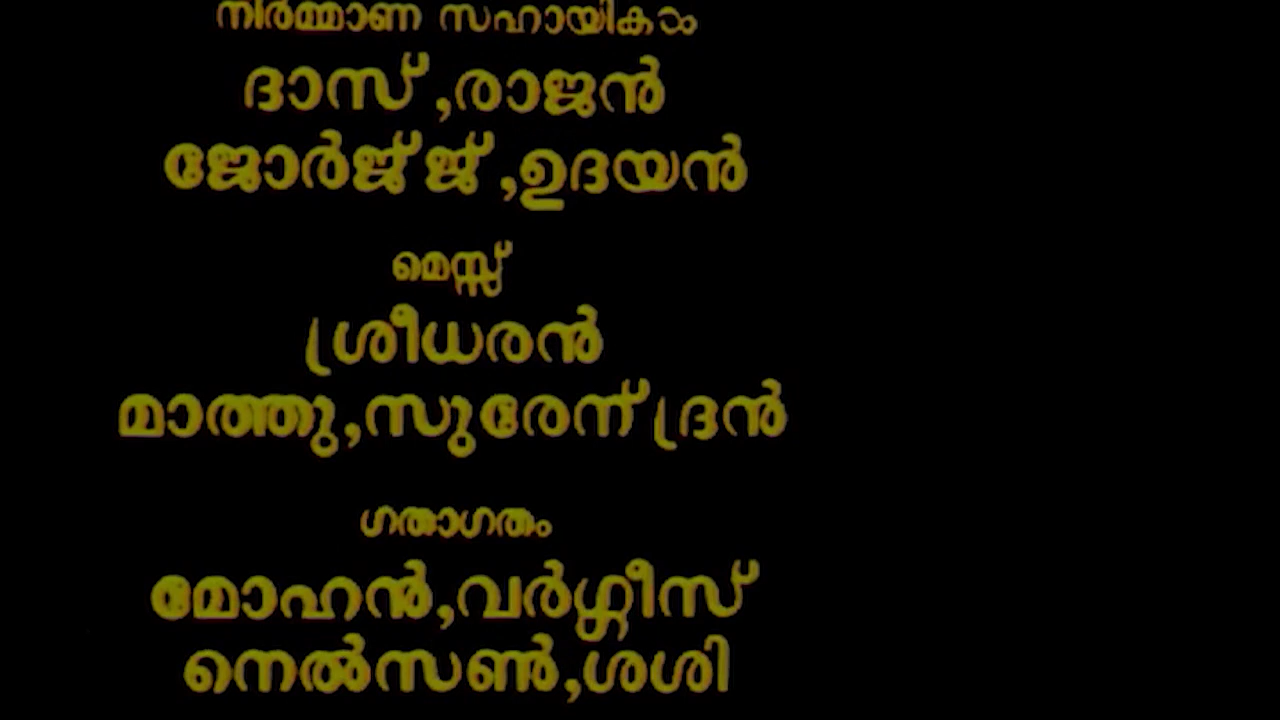 നിർമ്മാണ സഹായികൾ
ദാസ് ,രാജൻ
ജോർജ്ജ് ,ഉദയൻ
മെസ്സ്
ശ്രീധരൻ
മാത്തു,സുരേന്ദ്രൻ
ഗതാഗതം
മോഹൻ,വർഗ്ഗീസ്
നെൽസൺ,ശശി